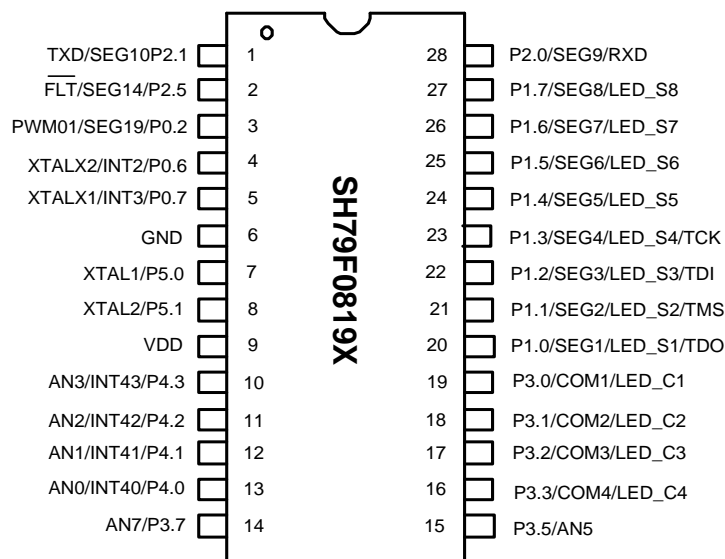 TXD/SEG10P2.1 1 28 P2.0/SEG9/RXD
FLT/SEG14/P2.5 2 27 P1.7/SEG8/LED_S8
PWM01/SEG19/P0.2 3 26 P1.6/SEG7/LED_S7
XTALX2/INT2/P0.6 4 25 P1.5/SEG6/LED_S6
XTALX1/INT3/P0.7 5 24 P1.4/SEG5/LED_S5
GND 6 23 P1.3/SEG4/LED_S4/TCK
XTAL1/P5.0 7 22 P1.2/SEG3/LED_S3/TDI
XTAL2/P5.1 8 21 P1.1/SEG2/LED_S2/TMS
VDD 9 20 P1.0/SEG1/LED_S1/TDO
AN3/INT43/P4.3 10 19 P3.0/COM1/LED_C1
AN2/INT42/P4.2 11 18 P3.1/COM2/LED_C2
AN1/INT41/P4.1 12 17 P3.2/COM3/LED_C3
AN0/INT40/P4.0 13 16 P3.3/COM4/LED_C4
AN7/P3.7 14 15 P3.5/AN5
SH79F0819X